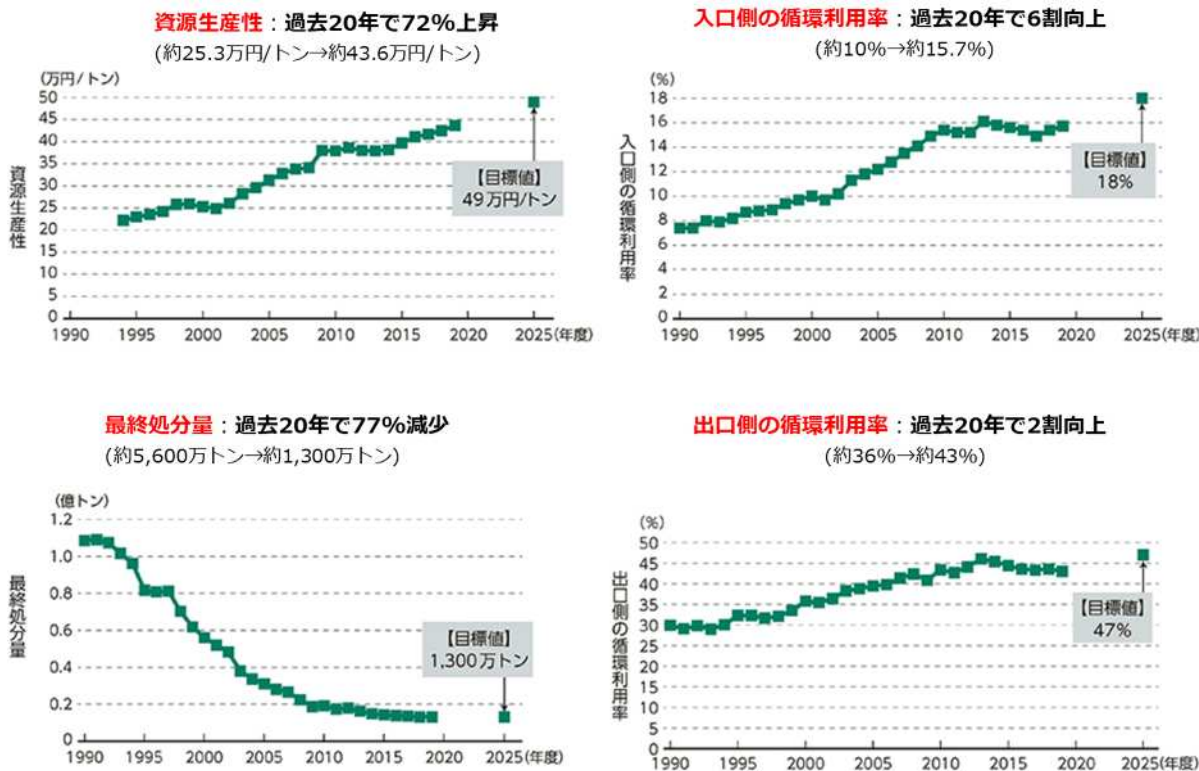 資源生産性：過去20年で72％上昇
(約25.3万円/トン→約43.6万円/トン)
(万円/トン)
50
45
40
35
30
25
20
15
10
5
0
資源生産性
【目標値】
49万円/トン
1990 1995 2000 2005 2010 2015 2020 2025(年度)
入口側の循環利用率：過去20年で6割向上
(約10%→約15.7%)
(%)
18
16
14
12
10
8
6
4
2
0
入口側の循環利用率
【目標値】
18%
1990 1995 2000 2005 2010 2015 2020 2025(年度)
最終処分量：過去20年で77％減少
(約5,600万トン→約1,300万トン)
(億トン)
1.2
1.0
0.8
0.6
0.4
0.2
0
最終処分量
【目標値】
1,300万トン
1990 1995 2000 2005 2010 2015 2020 2025(年度)
出口側の循環利用率：過去20年で2割向上
(約36%→約43%)
(%)
50
45
40
35
30
25
20
15
10
5
0
出口側の循環利用率
【目標値】
47%
1990 1995 2000 2005 2010 2015 2020 2025(年度)